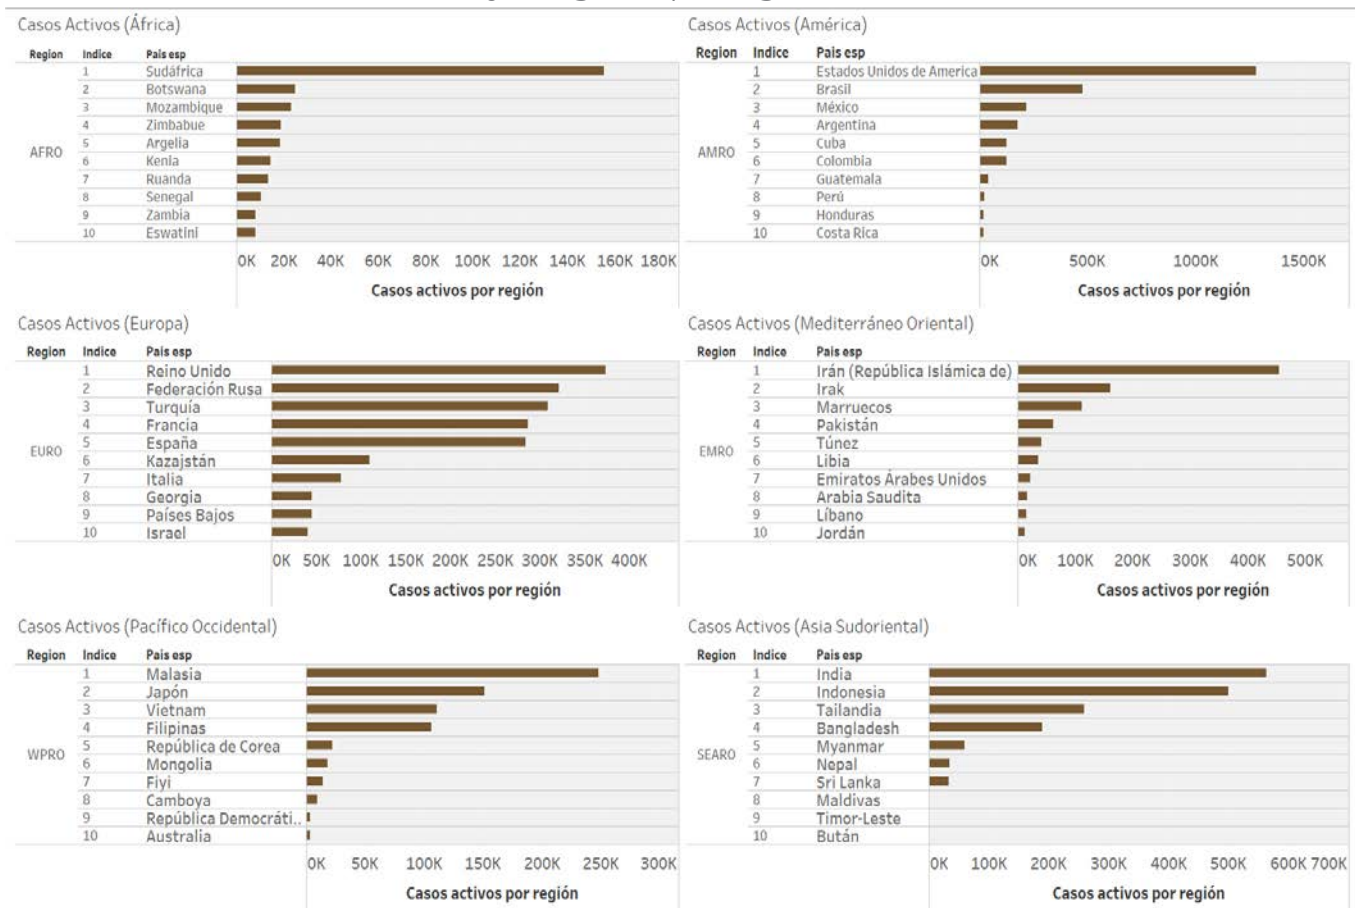 Casos Activos (África)
Region Indice Pais esp
AFRO
1 Sudáfrica
2 Botswana
3 Mozambique
4 Zimbabue
5 Argelia
6 Kenia
7 Ruanda
8 Senegal
9 Zambia
10 Eswatini
0K 20K 40K 60K 80K 100K 120K 140K 160K 180K
Casos activos por región
Casos Activos (América)
Region Indice Pais esp
AMRO
1 Estados Unidos de America
2 Brasil
3 México
4 Argentina
5 Cuba
6 Colombia
7 Guatemala
8 Perú
9 Honduras
10 Costa Rica
0K 500K 1000K 1500K
Casos activos por región
Casos Activos (Europa)
Region Indice Pais esp
EURO
1 Reino Unido
2 Federación Rusa
3 Turquía
4 Francia
5 España
6 Kazajstán
7 Italia
8 Georgia
9 Países Bajos
10 Israel
0K 50K 100K 150K 200K 250K 300K 350K 400K
Casos activos por región
Casos Activos (Mediterráneo Oriental)
Region Indice Pais esp
EMRO
1 Irán (República Islámica de)
2 Irak
3 Marruecos
4 Pakistán
5 Túnez
6 Libia
7 Emiratos Árabes Unidos
8 Arabia Saudita
9 Líbano
10 Jordán
0K 100K 200K 300K 400K 500K
Casos activos por región
Casos Activos (Pacífico Occidental)
Region Indice Pais esp
WPRO
1 Malasia
2 Japón
3 Vietnam
4 Filipinas
5 República de Corea
6 Mongolia
7 Fiyi
8 Camboya
9 República Democráti..
10 Australia
0K 50K 100K 150K 200K 250K 300K
Casos activos por región
Casos Activos (Asia Sudoriental)
Region Indice Pais esp
SEARO
1 India
2 Indonesia
3 Tailandia
4 Bangladesh
5 Myanmar
6 Nepal
7 Sri Lanka
8 Maldivas
9 Timor-Leste
10 Bután
0K 100K 200K 300K 400K 500K 600K 700K
Casos activos por región